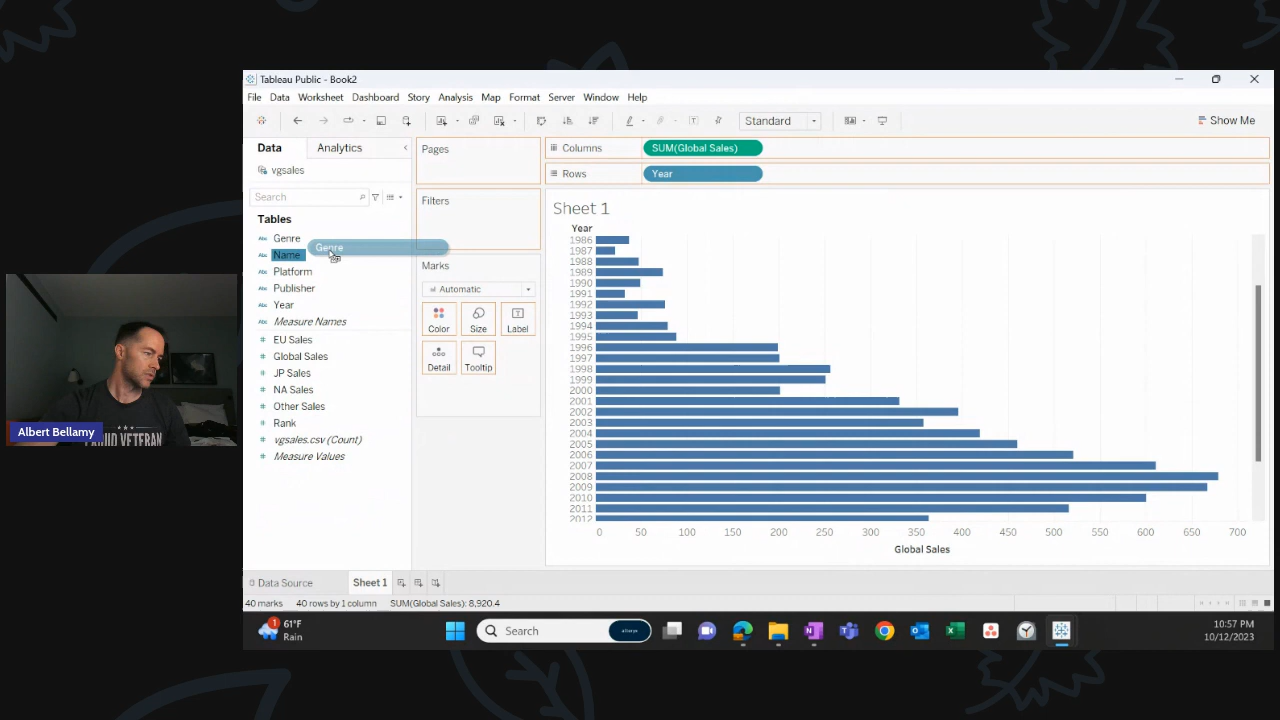 Tableau Public - Book2
File Data Worksheet Dashboard Story Analysis Map Format Server Window Help
Standard
Show Me
Data Analytics
vgsales
Search
Tables
Abc Genre
Genre
Abc Name
Abc Platform
Abc Publisher
Abc Year
Abc Measure Names
# EU Sales
# Global Sales
# JP Sales
# NA Sales
# Other Sales
# Rank
# vgsales.csv (Count)
# Measure Values
Pages
Filters
Marks
Automatic
Color Size Label
Detail Tooltip
Columns SUM(Global Sales)
Rows Year
Sheet 1
Year
1986
1987
1988
1989
1990
1991
1992
1993
1994
1995
1996
1997
1998
1999
2000
2001
2002
2003
2004
2005
2006
2007
2008
2009
2010
2011
2012
0 50 100 150 200 250 300 350 400 450 500 550 600 650 700
Global Sales
Data Source Sheet 1
40 marks 40 rows by 1 column SUM(Global Sales): 8,920.4
1
61°F
Rain
Search
10:57 PM
10/12/2023
Albert Bellamy
VETERAN